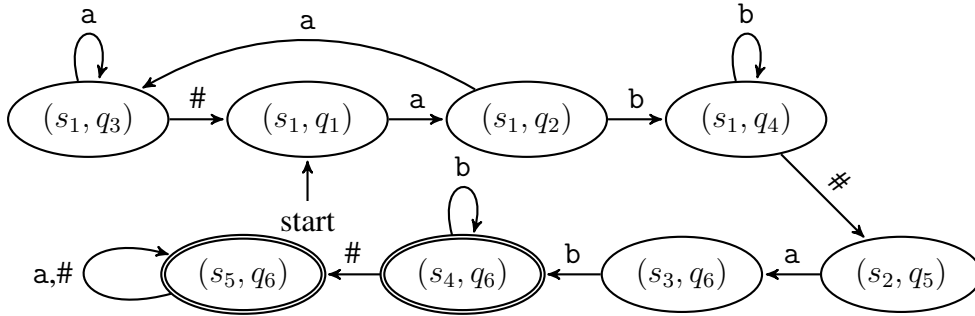 a a b
(s₁, q₃) # (s₁, q₁) a (s₁, q₂) b (s₁, q₄)
start b #
a,# (s₅, q₆) # (s₄, q₆) b (s₃, q₆) a (s₂, q₅)